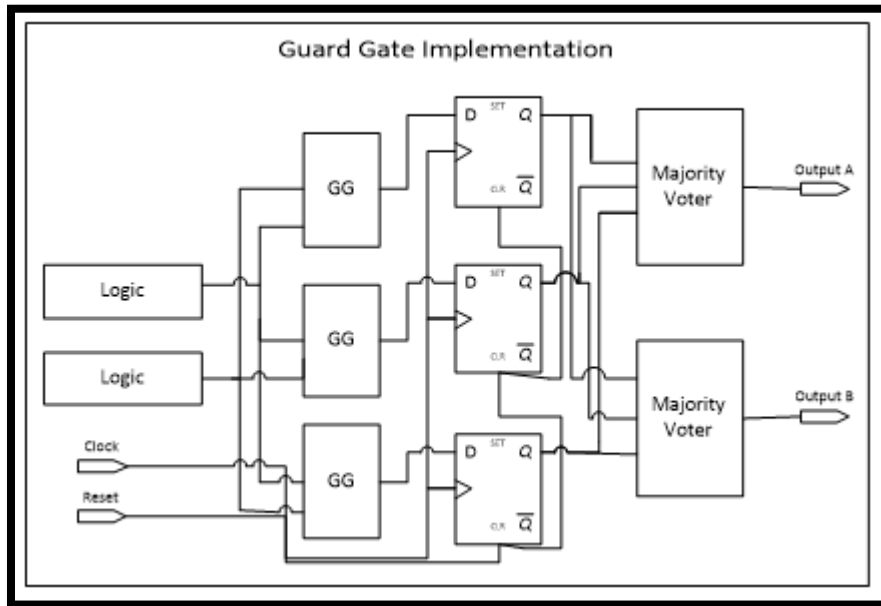 Guard Gate Implementation
GG
D SET Q
CLR Q
Majority
Voter
Output A
Logic
GG
D SET Q
CLR Q
Logic
Majority
Voter
Output B
Clock
Reset
GG
D SET Q
CLR Q